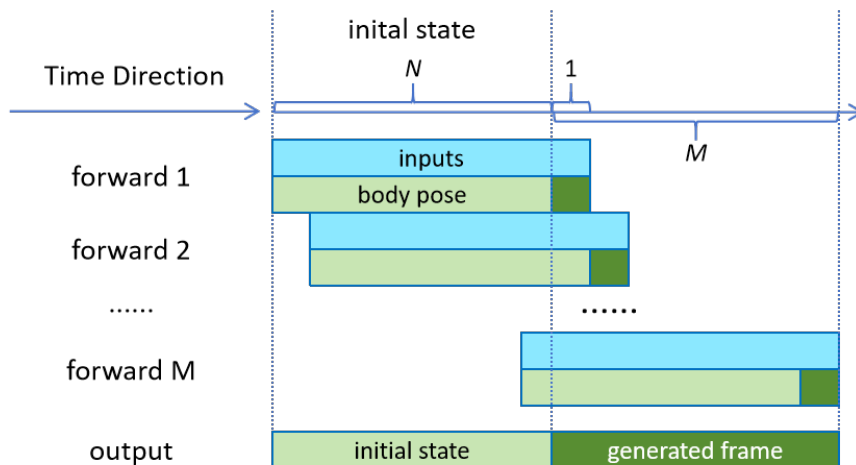 inital state
Time Direction
N
1
M
forward 1
inputs
body pose
forward 2
......
......
forward M
output
initial state
generated frame